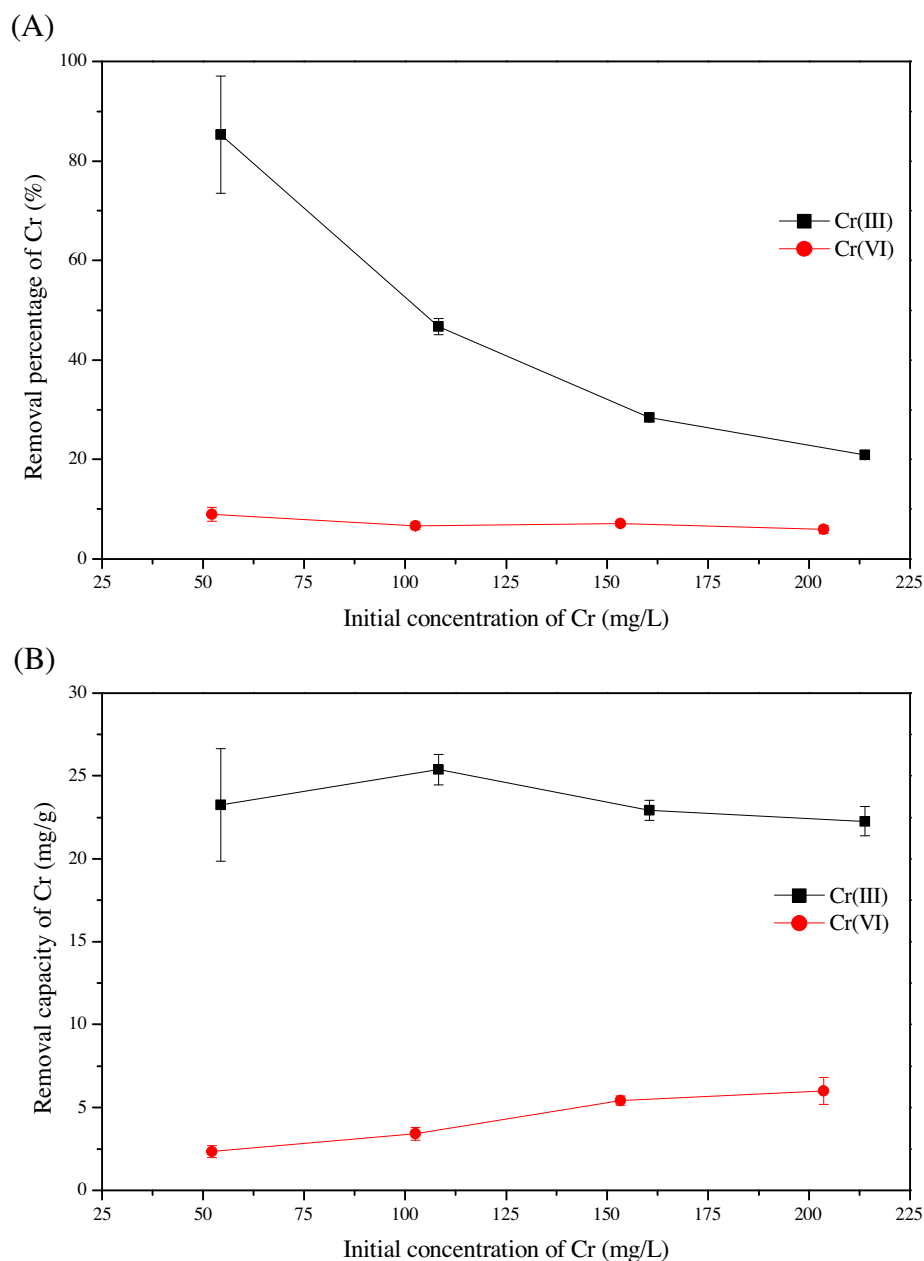 (A)
100
80
60
40
20
0
Removal percentage of Cr (%)
Cr(III)
Cr(VI)
25 50 75 100 125 150 175 200 225
Initial concentration of Cr (mg/L)
(B)
30
25
20
15
10
5
0
Removal capacity of Cr (mg/g)
Cr(III)
Cr(VI)
25 50 75 100 125 150 175 200 225
Initial concentration of Cr (mg/L)